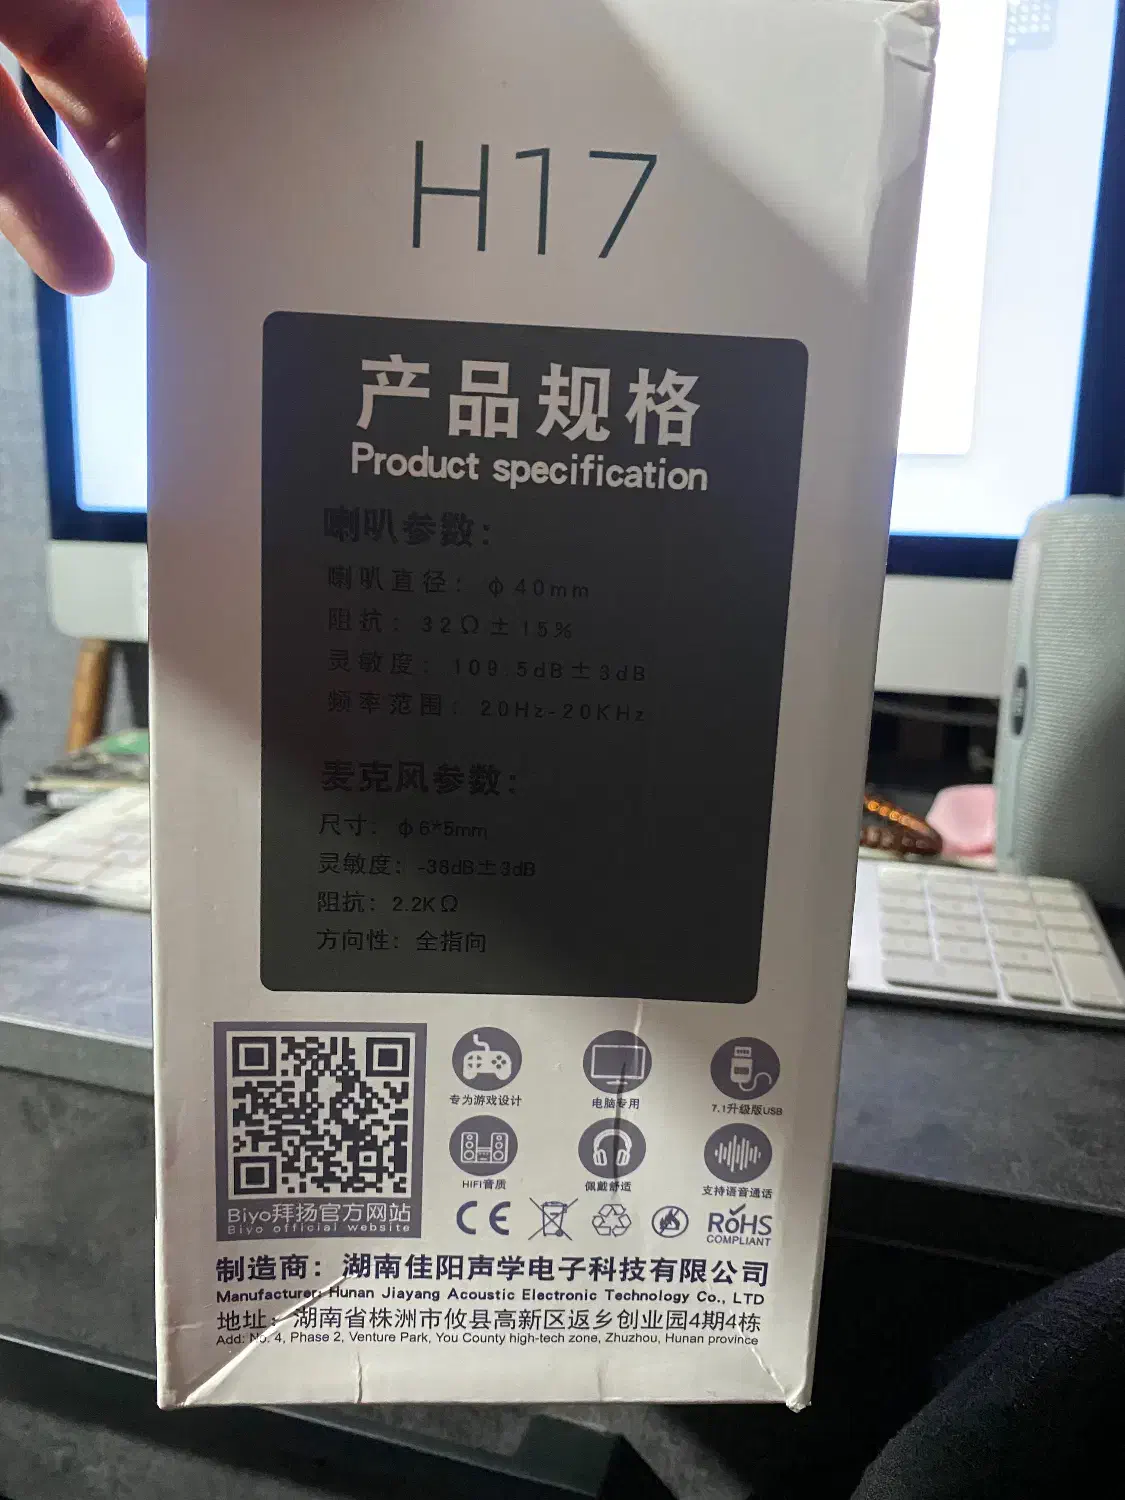 H17
产品规格
Product specification
喇叭参数：
喇叭直径：φ40mm
阻抗：32Ω±15%
灵敏度：109.5dB±3dB
频率范围：20Hz-20KHz
麦克风参数：
尺寸：φ6*5mm
灵敏度：-38dB±3dB
阻抗：2.2KΩ
方向性：全指向
专为游戏设计
电脑专用
7.1升级版USB
HIFI音质
佩戴舒适
支持语音通话
Biyo拜扬官方网站
Biyo official website
CE
RoHS
COMPLIANT
制造商：湖南佳阳声学电子科技有限公司
Manufacturer: Hunan Jiayang Acoustic Electronic Technology Co., LTD
地址：湖南省株洲市攸县高新区返乡创业园4期4栋
Add: No. 4, Phase 2, Venture Park, You County high-tech zone, Zhuzhou, Hunan province